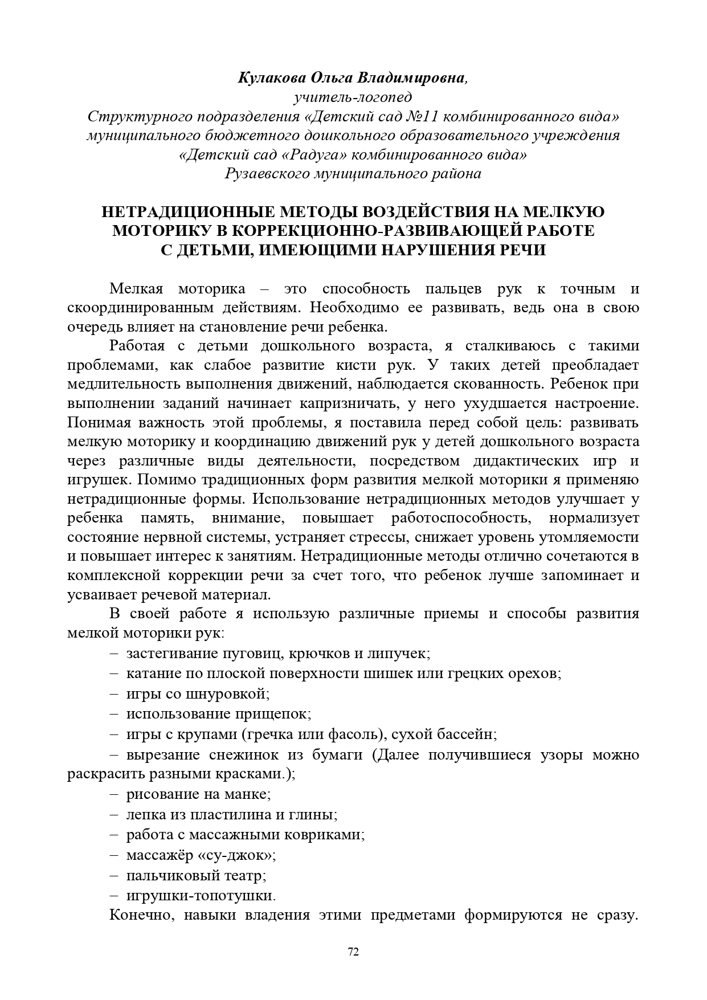 Кулакова Ольга Владимировна,
учитель-логопед
Структурного подразделения «Детский сад №11 комбинированного вида»
муниципального бюджетного дошкольного образовательного учреждения
«Детский сад «Радуга» комбинированного вида»
Рузаевского муниципального района
НЕТРАДИЦИОННЫЕ МЕТОДЫ ВОЗДЕЙСТВИЯ НА МЕЛКУЮ
МОТОРИКУ В КОРРЕКЦИОННО-РАЗВИВАЮЩЕЙ РАБОТЕ
С ДЕТЬМИ, ИМЕЮЩИМИ НАРУШЕНИЯ РЕЧИ
Мелкая моторика – это способность пальцев рук к точным и
скоординированным действиям. Необходимо ее развивать, ведь она в свою
очередь влияет на становление речи ребенка.
Работая с детьми дошкольного возраста, я сталкиваюсь с такими
проблемами, как слабое развитие кисти рук. У таких детей преобладает
медлительность выполнения движений, наблюдается скованность. Ребенок при
выполнении заданий начинает капризничать, у него ухудшается настроение.
Понимая важность этой проблемы, я поставила перед собой цель: развивать
мелкую моторику и координацию движений рук у детей дошкольного возраста
через различные виды деятельности, посредством дидактических игр и
игрушек. Помимо традиционных форм развития мелкой моторики я применяю
нетрадиционные формы. Использование нетрадиционных методов улучшает у
ребенка память, внимание, повышает работоспособность, нормализует
состояние нервной системы, устраняет стрессы, снижает уровень утомляемости
и повышает интерес к занятиям. Нетрадиционные методы отлично сочетаются в
комплексной коррекции речи за счет того, что ребенок лучше запоминает и
усваивает речевой материал.
В своей работе я использую различные приемы и способы развития
мелкой моторики рук:
– застегивание пуговиц, крючков и липучек;
– катание по плоской поверхности шишек или грецких орехов;
– игры со шнуровкой;
– использование прищепок;
– игры с крупами (гречка или фасоль), сухой бассейн;
– вырезание снежинок из бумаги (Далее получившиеся узоры можно
раскрасить разными красками.);
– рисование на манке;
– лепка из пластилина и глины;
– работа с массажными ковриками;
– массажёр «су-джок»;
– пальчиковый театр;
– игрушки-топотушки.
Конечно, навыки владения этими предметами формируются не сразу.
72